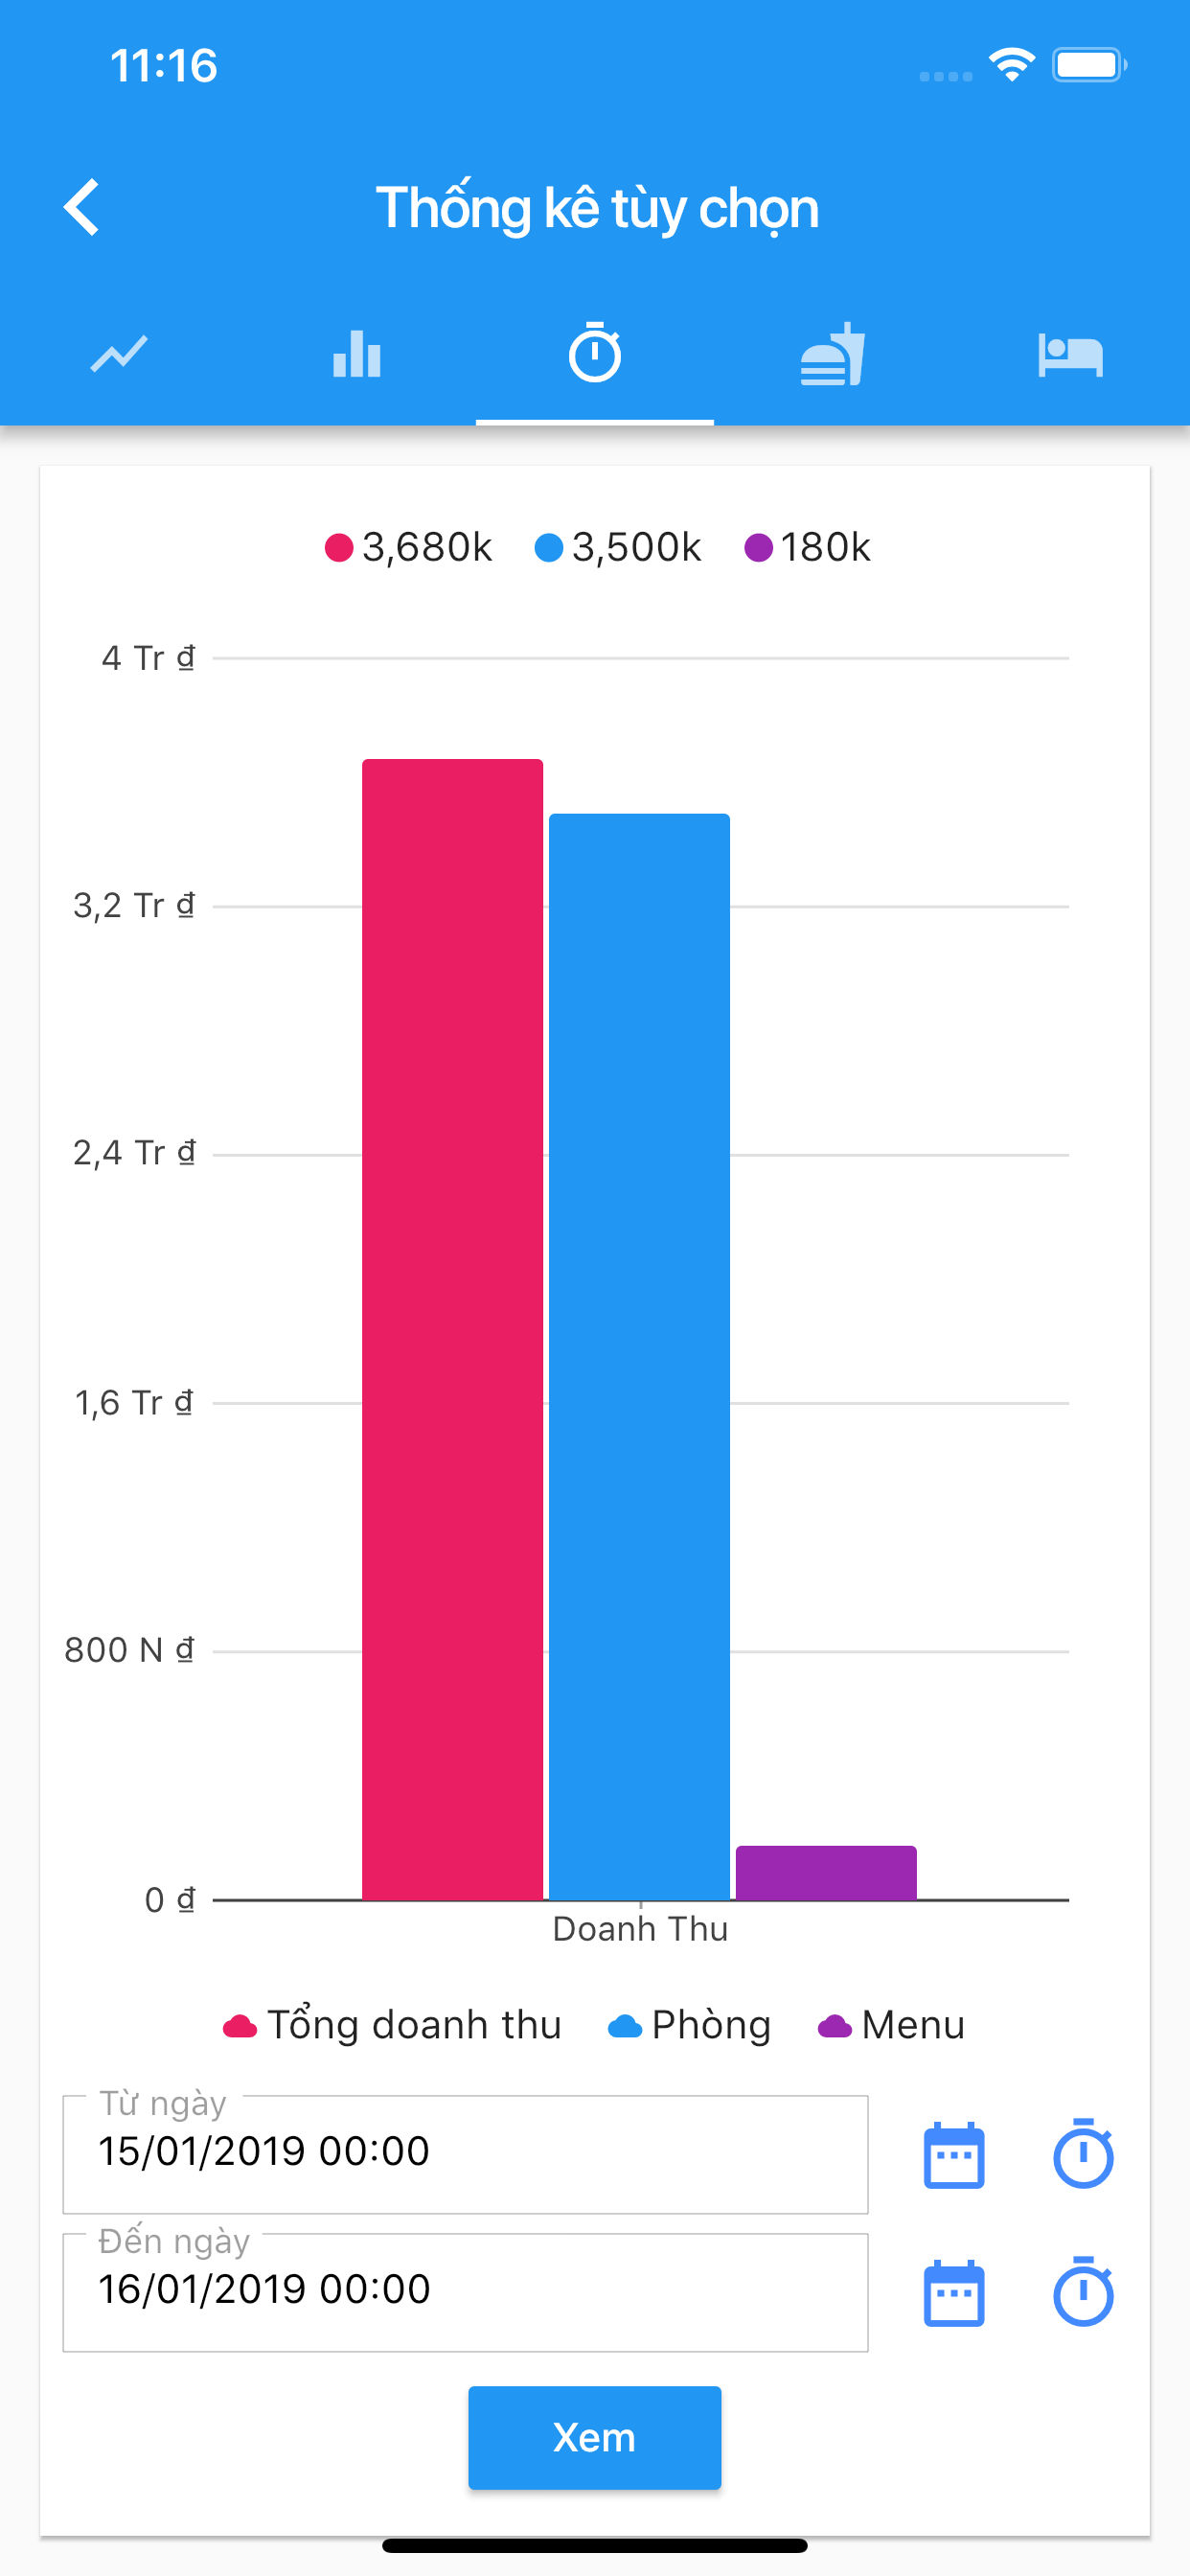 11:16
Thống kê tùy chọn
3,680k 3,500k 180k
4 Tr ₫
3,2 Tr ₫
2,4 Tr ₫
1,6 Tr ₫
800 N ₫
0 ₫
Doanh Thu
Tổng doanh thu Phòng Menu
Từ ngày
15/01/2019 00:00
Đến ngày
16/01/2019 00:00
Xem